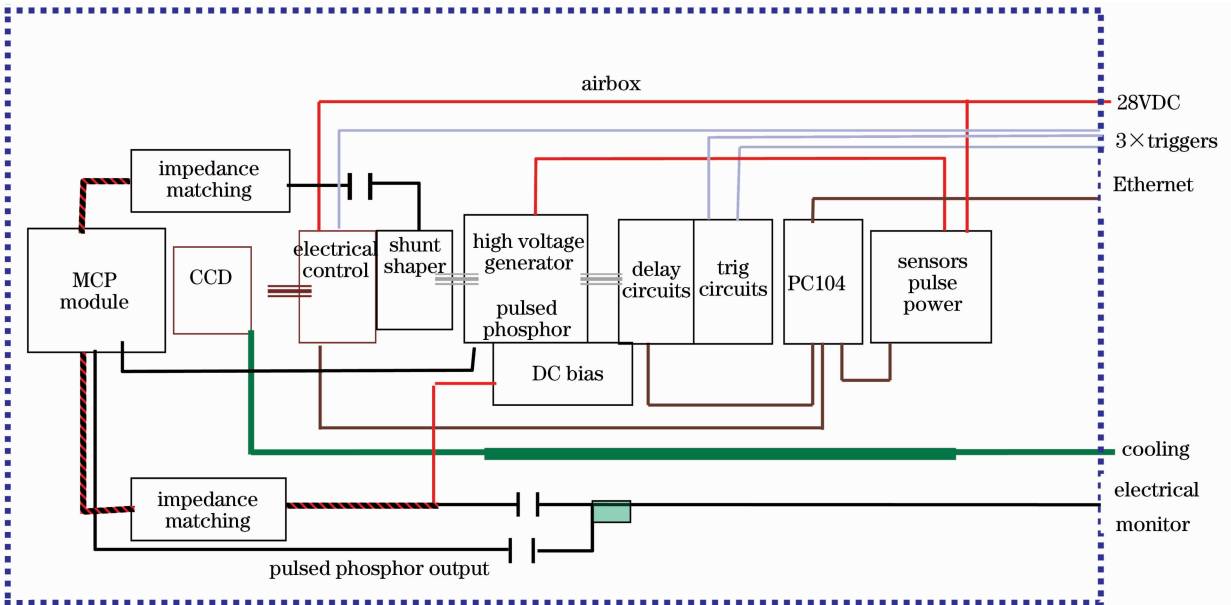 airbox
28VDC
3×triggers
Ethernet
impedance
matching
MCP
module
CCD
electrical
control
shunt
shaper
high voltage
generator
pulsed
phosphor
delay
circuits
trig
circuits
PC104
sensors
pulse
power
DC bias
cooling
impedance
matching
electrical
monitor
pulsed phosphor output